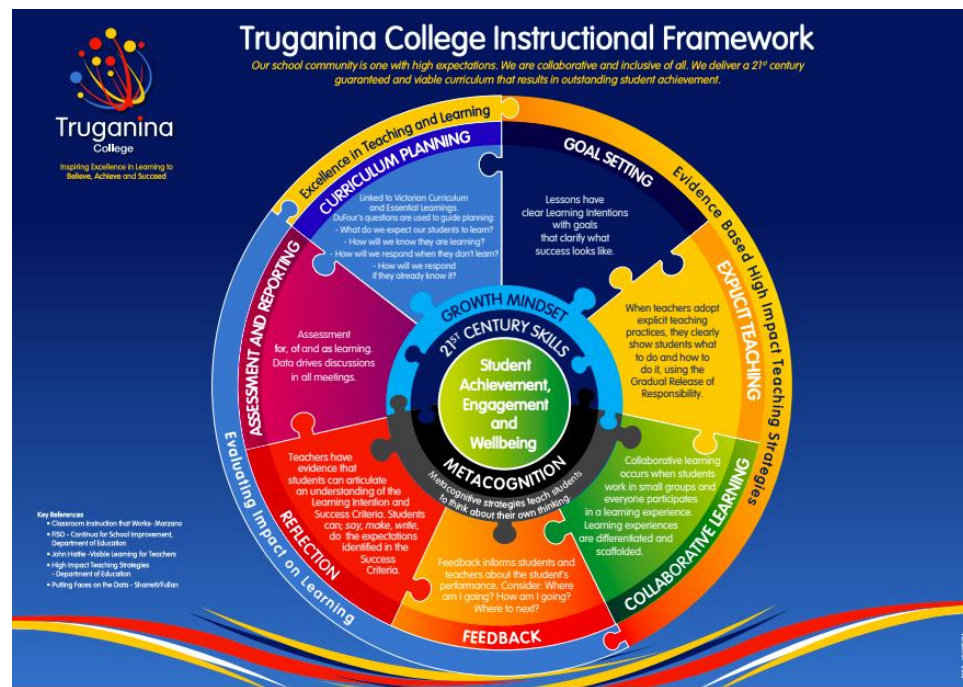 Truganina College Instructional Framework
Our school community is one with high expectations. We are collaborative and inclusive of all. We deliver a 21st century
guaranteed and viable curriculum that results in outstanding student achievement.
Truganina
College
Inspiring Excellence in Learning to
Believe, Achieve and Succeed
Excellence in Teaching and Learning
CURRICULUM PLANNING
Linked to Victorian Curriculum
and Essential Learnings.
DuFour's questions are used to guide planning:
- What do we expect our students to learn?
- How will we know they are learning?
- How will we respond when they don't learn?
- How will we respond
if they already know it?
GOAL SETTING
Lessons have
clear Learning Intentions
with goals
that clarify what
success looks like.
Evidence Based High Impact Teaching Strategies
EXPLICIT TEACHING
When teachers adopt
explicit teaching
practices, they clearly
show students what
to do and how to
do it, using the
Gradual Release of
Responsibility.
COLLABORATIVE LEARNING
Collaborative learning
occurs when students
work in small groups and
everyone participates
in a learning experience.
Learning experiences
are differentiated and
scaffolded.
FEEDBACK
Feedback informs students and
teachers about the student's
performance. Consider: Where
am I going? How am I going?
Where to next?
Evaluating Impact on Learning
REFLECTION
Teachers have
evidence that
students can articulate
an understanding of the
Learning Intention and
Success Criteria. Students
can; say, make, write,
do the expectations
identified in the
Success
Criteria.
ASSESSMENT AND REPORTING
Assessment
for, of and as learning.
Data drives discussions
in all meetings.
GROWTH MINDSET
21ST CENTURY SKILLS
Student
Achievement,
Engagement
and
Wellbeing
METACOGNITION
Metacognitive strategies teach students
to think about their own thinking.
Key References
• Classroom Instruction that Works- Marzano
• FISO - Continua for School Improvement,
Department of Education
• John Hattie -Visible Learning for Teachers
• High Impact Teaching Strategies
- Department of Education
• Putting Faces on the Data - Sharratt/Fullan